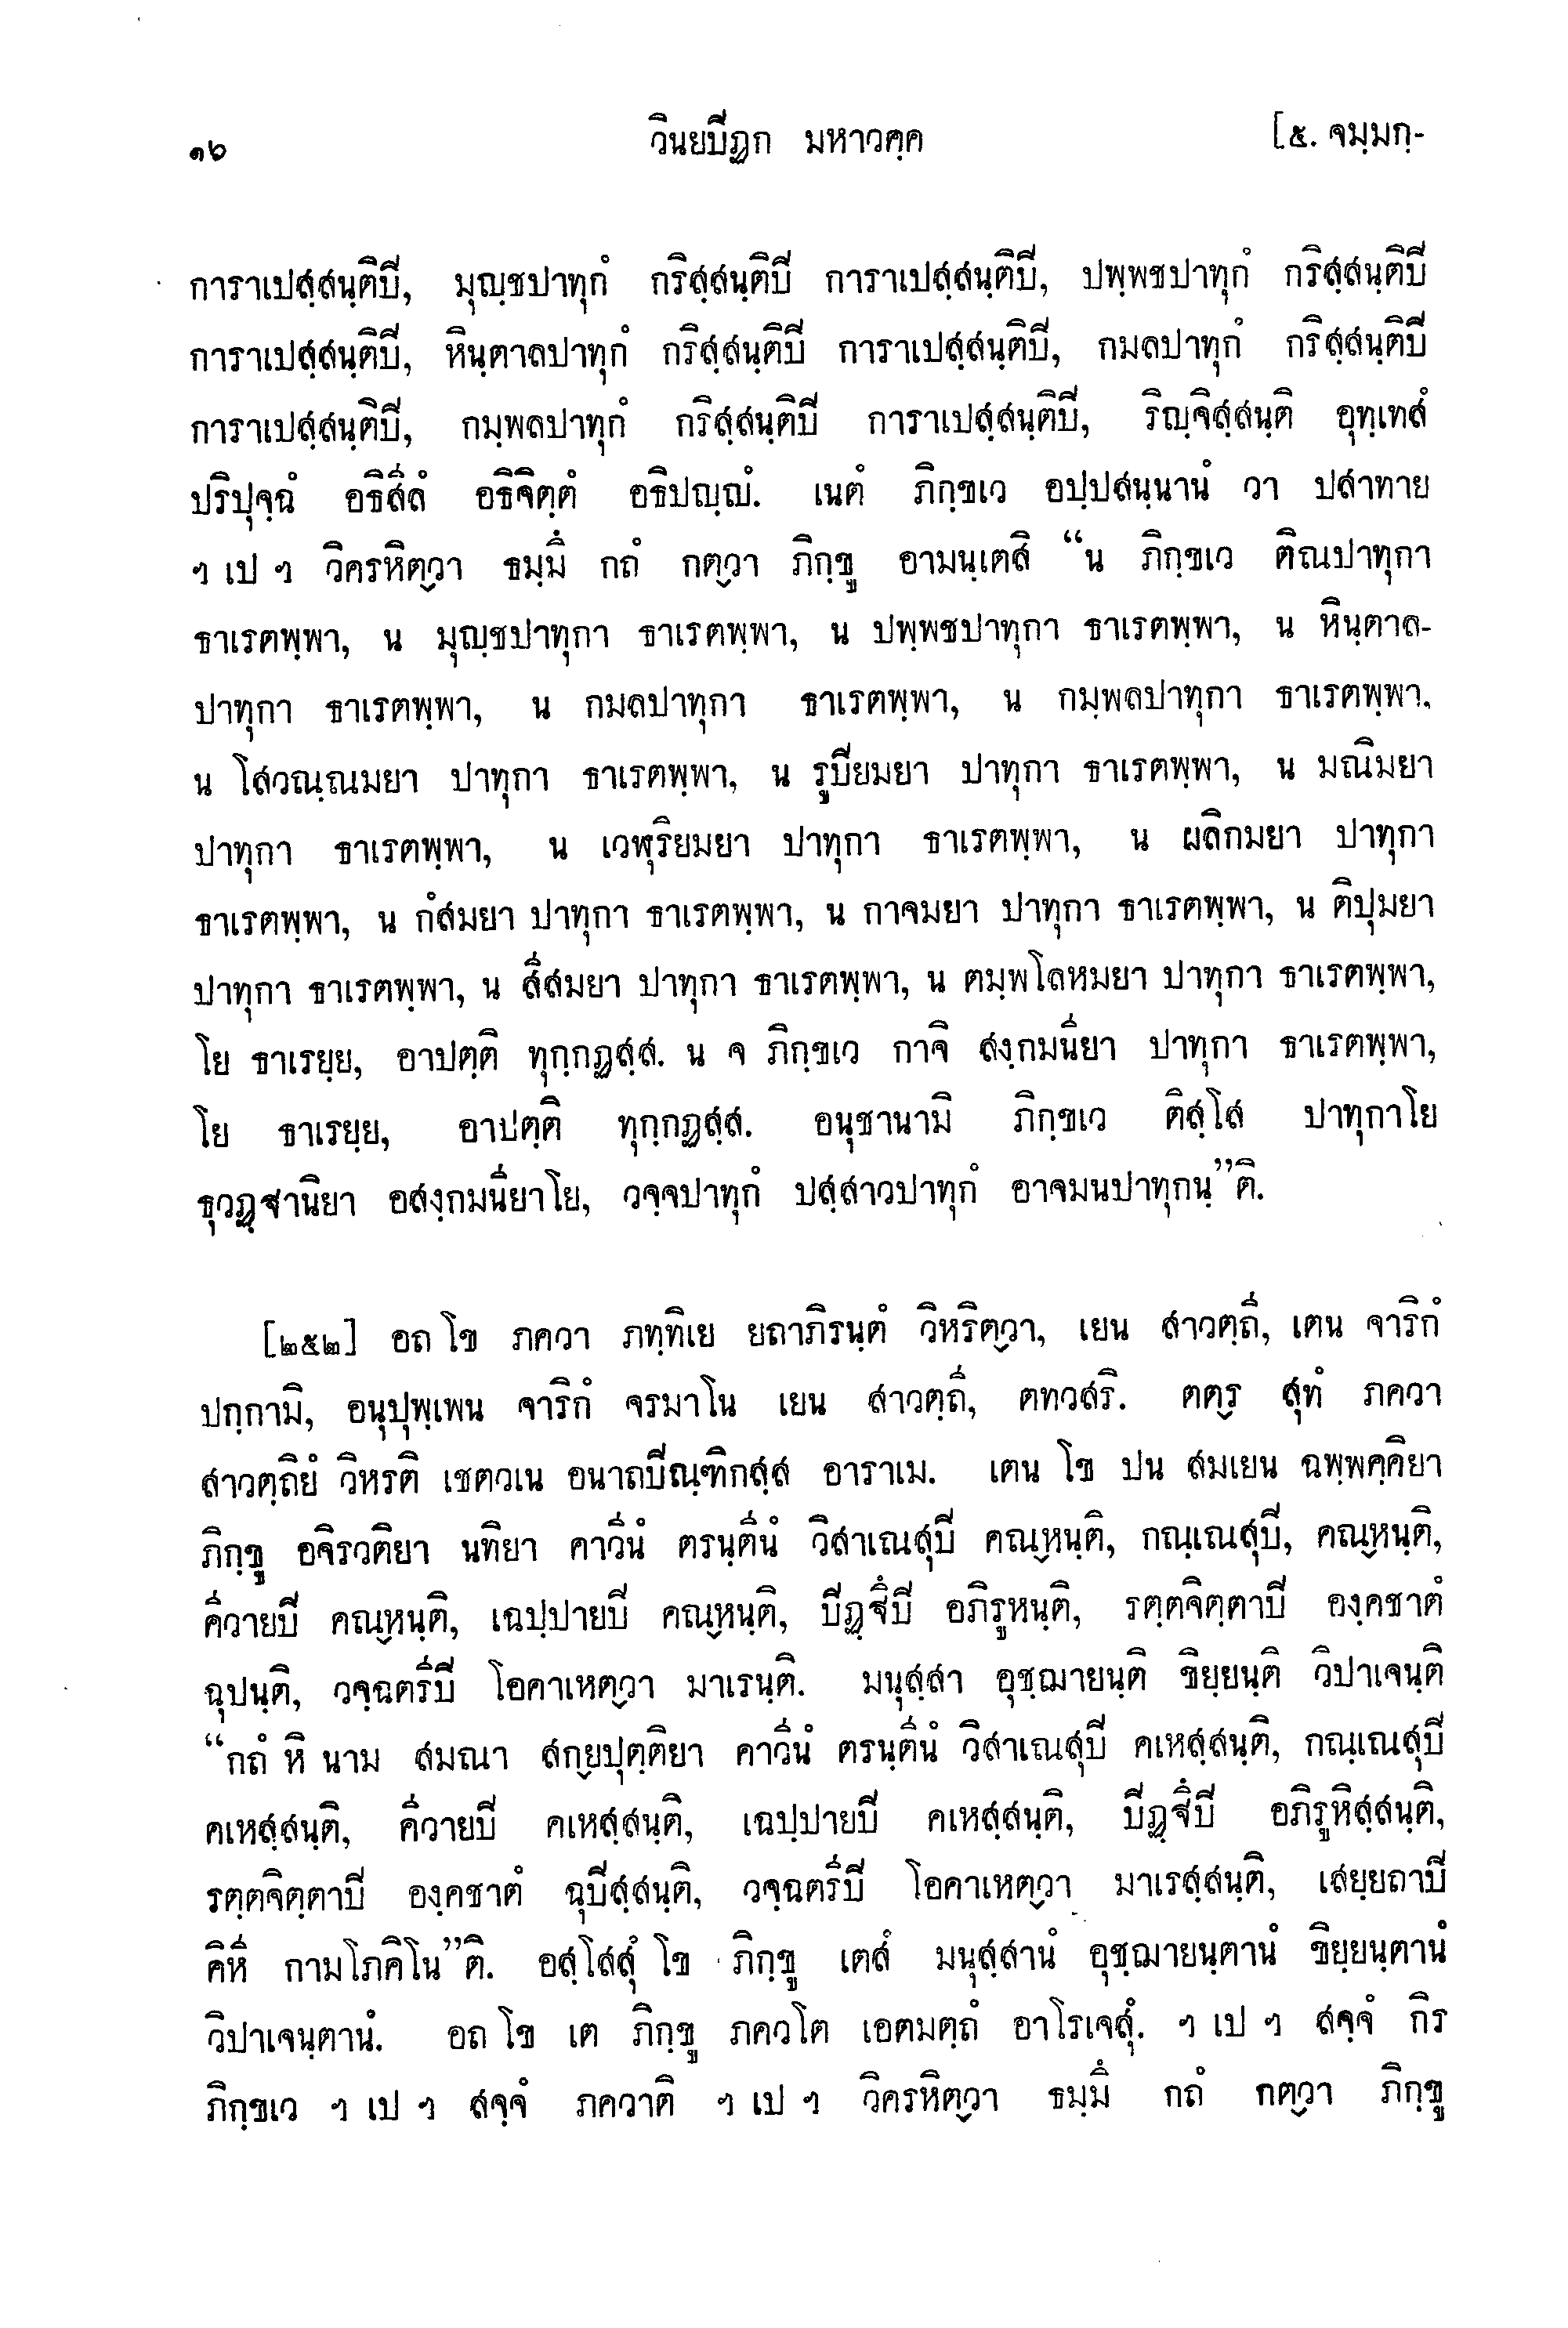 ๑๖ วินยปิฏก มหาวคฺค [๕. จมฺมกฺ-
การาเปสฺสนฺติปิ, มุญฺชปาทุกํ กริสฺสนฺติปิ การาเปสฺสนฺติปิ, ปพฺพชปาทุกํ กริสฺสนฺติปิ
การาเปสฺสนฺติปิ, หินฺตาลปาทุกํ กริสฺสนฺติปิ การาเปสฺสนฺติปิ, กมลปาทุกํ กริสฺสนฺติปิ
การาเปสฺสนฺติปิ, กมฺพลปาทุกํ กริสฺสนฺติปิ การาเปสฺสนฺติปิ, ริญฺจิสฺสนฺติ อุทฺเทสํ
ปริปุจฺฉํ อธิสีลํ อธิจิตฺตํ อธิปญฺญํ. เนตํ ภิกฺขเว อปฺปสนฺนานํ วา ปสาทาย
ฯ เป ฯ วิครหิตฺวา ธมฺมึ กถํ กตฺวา ภิกฺขู อามนฺเตสิ “น ภิกฺขเว ติณปาทุกา
ธาเรตพฺพา, น มุญฺชปาทุกา ธาเรตพฺพา, น ปพฺพชปาทุกา ธาเรตพฺพา, น หินฺตาล-
ปาทุกา ธาเรตพฺพา, น กมลปาทุกา ธาเรตพฺพา, น กมฺพลปาทุกา ธาเรตพฺพา,
น โสวณฺณมยา ปาทุกา ธาเรตพฺพา, น รูปิยมยา ปาทุกา ธาเรตพฺพา, น มณิมยา
ปาทุกา ธาเรตพฺพา, น เวฬุริยมยา ปาทุกา ธาเรตพฺพา, น ผลิกมยา ปาทุกา
ธาเรตพฺพา, น กํสมยา ปาทุกา ธาเรตพฺพา, น กาจมยา ปาทุกา ธาเรตพฺพา, น ติปุมยา
ปาทุกา ธาเรตพฺพา, น สีสมยา ปาทุกา ธาเรตพฺพา, น ตมฺพโลหมยา ปาทุกา ธาเรตพฺพา,
โย ธาเรยฺย, อาปตฺติ ทุกฺกฏสฺส. น จ ภิกฺขเว กาจิ สงฺกมนียา ปาทุกา ธาเรตพฺพา,
โย ธาเรยฺย, อาปตฺติ ทุกฺกฏสฺส. อนุชานามิ ภิกฺขเว ติสฺโส ปาทุกาโย
ธุวฏฺฐานิยา อสงฺกมนียาโย, วจฺจปาทุกํ ปสฺสาวปาทุกํ อาจมนปาทุกนฺ”ติ.
[๒๕๒] อถ โข ภควา ภทฺทิเย ยถาภิรนฺตํ วิหริตฺวา, เยน สาวตฺถี, เตน จาริกํ
ปกฺกามิ, อนุปุพฺเพน จาริกํ จรมาโน เยน สาวตฺถี, ตทวสริ. ตตฺร สุทํ ภควา
สาวตฺถิยํ วิหรติ เชตวเน อนาถปิณฺฑิกสฺส อาราเม. เตน โข ปน สมเยน ฉพฺพคฺคิยา
ภิกฺขู อจิรวติยา นทิยา คาวีนํ ตรนฺตีนํ วิสาเณสุปิ คณฺหนฺติ, กณฺเณสุปิ, คณฺหนฺติ,
คีวายปิ คณฺหนฺติ, เฉปฺปายปิ คณฺหนฺติ, ปิฏฺฐึปิ อภิรูหนฺติ, รตฺตจิตฺตาปิ องฺคชาตํ
ฉุปนฺติ, วจฺฉตรีปิ โอคาเหตฺวา มาเรนฺติ. มนุสฺสา อุชฺฌายนฺติ ขิยฺยนฺติ วิปาเจนฺติ
“กถํ หิ นาม สมณา สกฺยปุตฺติยา คาวีนํ ตรนฺตีนํ วิสาเณสุปิ คเหสฺสนฺติ, กณฺเณสุปิ
คเหสฺสนฺติ, คีวายปิ คเหสฺสนฺติ, เฉปฺปายปิ คเหสฺสนฺติ, ปิฏฺฐึปิ อภิรูหิสฺสนฺติ,
รตฺตจิตฺตาปิ องฺคชาตํ ฉุปิสฺสนฺติ, วจฺฉตรีปิ โอคาเหตฺวา มาเรสฺสนฺติ, เสยฺยถาปิ
คิหี กามโภคิโน”ติ. อสฺโสสุํ โข ภิกฺขู เตสํ มนุสฺสานํ อุชฺฌายนฺตานํ ขิยฺยนฺตานํ
วิปาเจนฺตานํ. อถ โข เต ภิกฺขู ภควโต เอตมตฺถํ อาโรเจสุํ. ฯ เป ฯ สจฺจํ กิร
ภิกฺขเว ฯ เป ฯ สจฺจํ ภควาติ ฯ เป ฯ วิครหิตฺวา ธมฺมึ กถํ กตฺวา ภิกฺขู